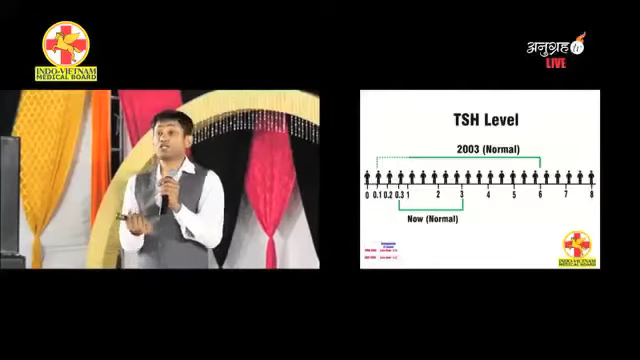 INDO-VIETNAM
MEDICAL BOARD
अनुग्रह
LIVE
TSH Level
2003 (Normal)
0 0.1 0.2 0.3 1 2 3 4 5 6 7 8
Now (Normal)
INDO-VIETNAM
MEDICAL BOARD